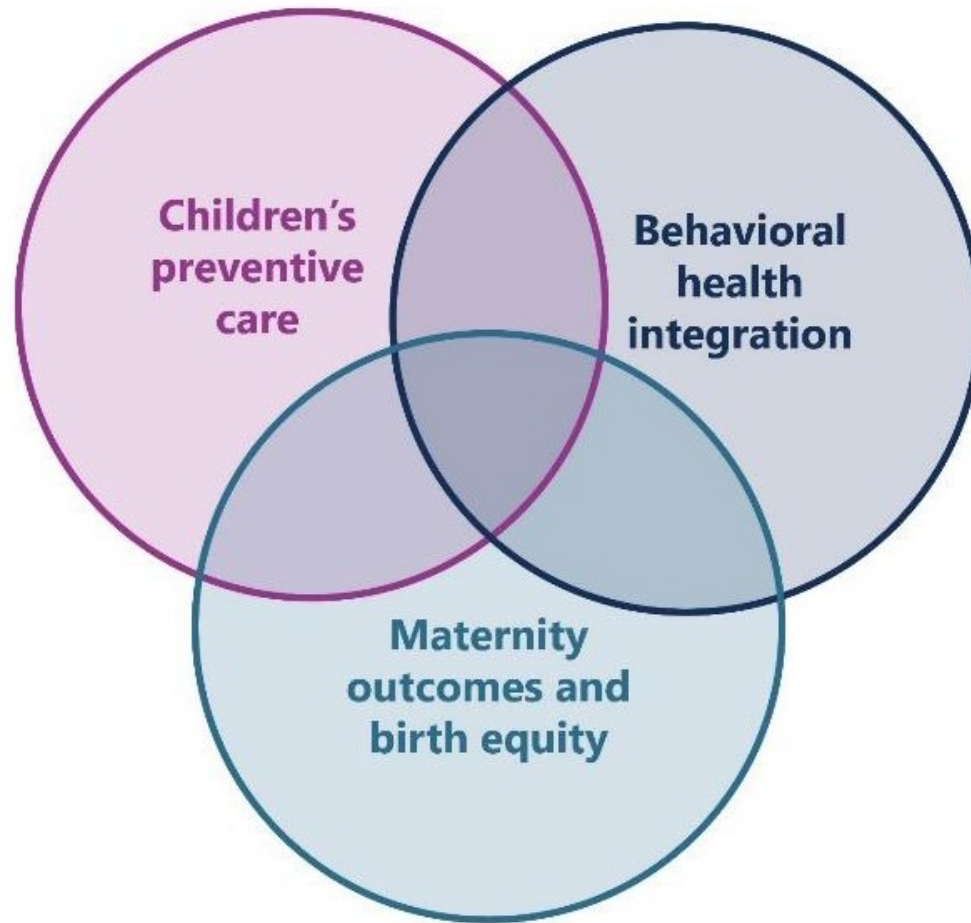 Children’s
preventive
care
Behavioral
health
integration
Maternity
outcomes and
birth equity